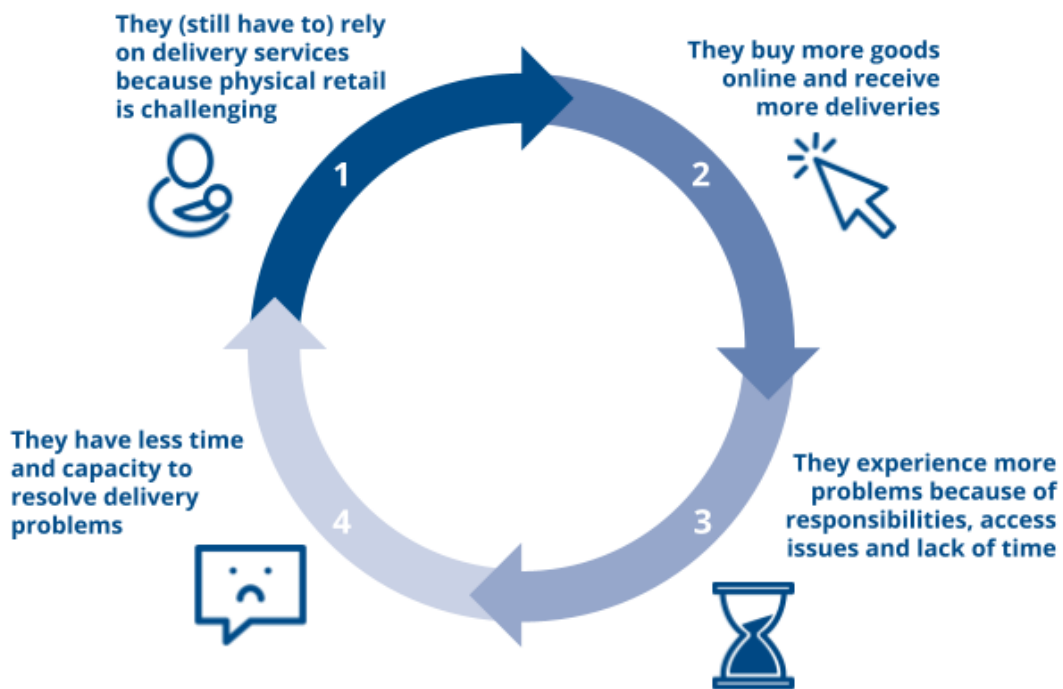 They (still have to) rely
on delivery services
because physical retail
is challenging
1
They buy more goods
online and receive
more deliveries
2
They experience more
problems because of
responsibilities, access
issues and lack of time
3
They have less time
and capacity to
resolve delivery
problems
4